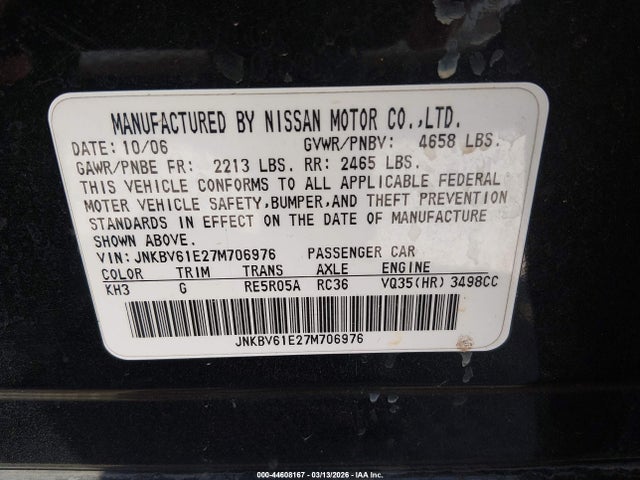 MANUFACTURED BY NISSAN MOTOR CO.,LTD.
DATE: 10/06 GVWR/PNBV: 4658 LBS.
GAWR/PNBE FR: 2213 LBS. RR: 2465 LBS.
THIS VEHICLE CONFORMS TO ALL APPLICABLE FEDERAL
MOTER VEHICLE SAFETY,BUMPER,AND THEFT PREVENTION
STANDARDS IN EFFECT ON THE DATE OF MANUFACTURE
SHOWN ABOVE.
VIN: JNKBV61E27M706976 PASSENGER CAR
COLOR TRIM TRANS AXLE ENGINE
KH3 G RE5R05A RC36 VQ35(HR) 3498CC
JNKBV61E27M706976
000-44608167 - 03/13/2026 - IAA Inc.